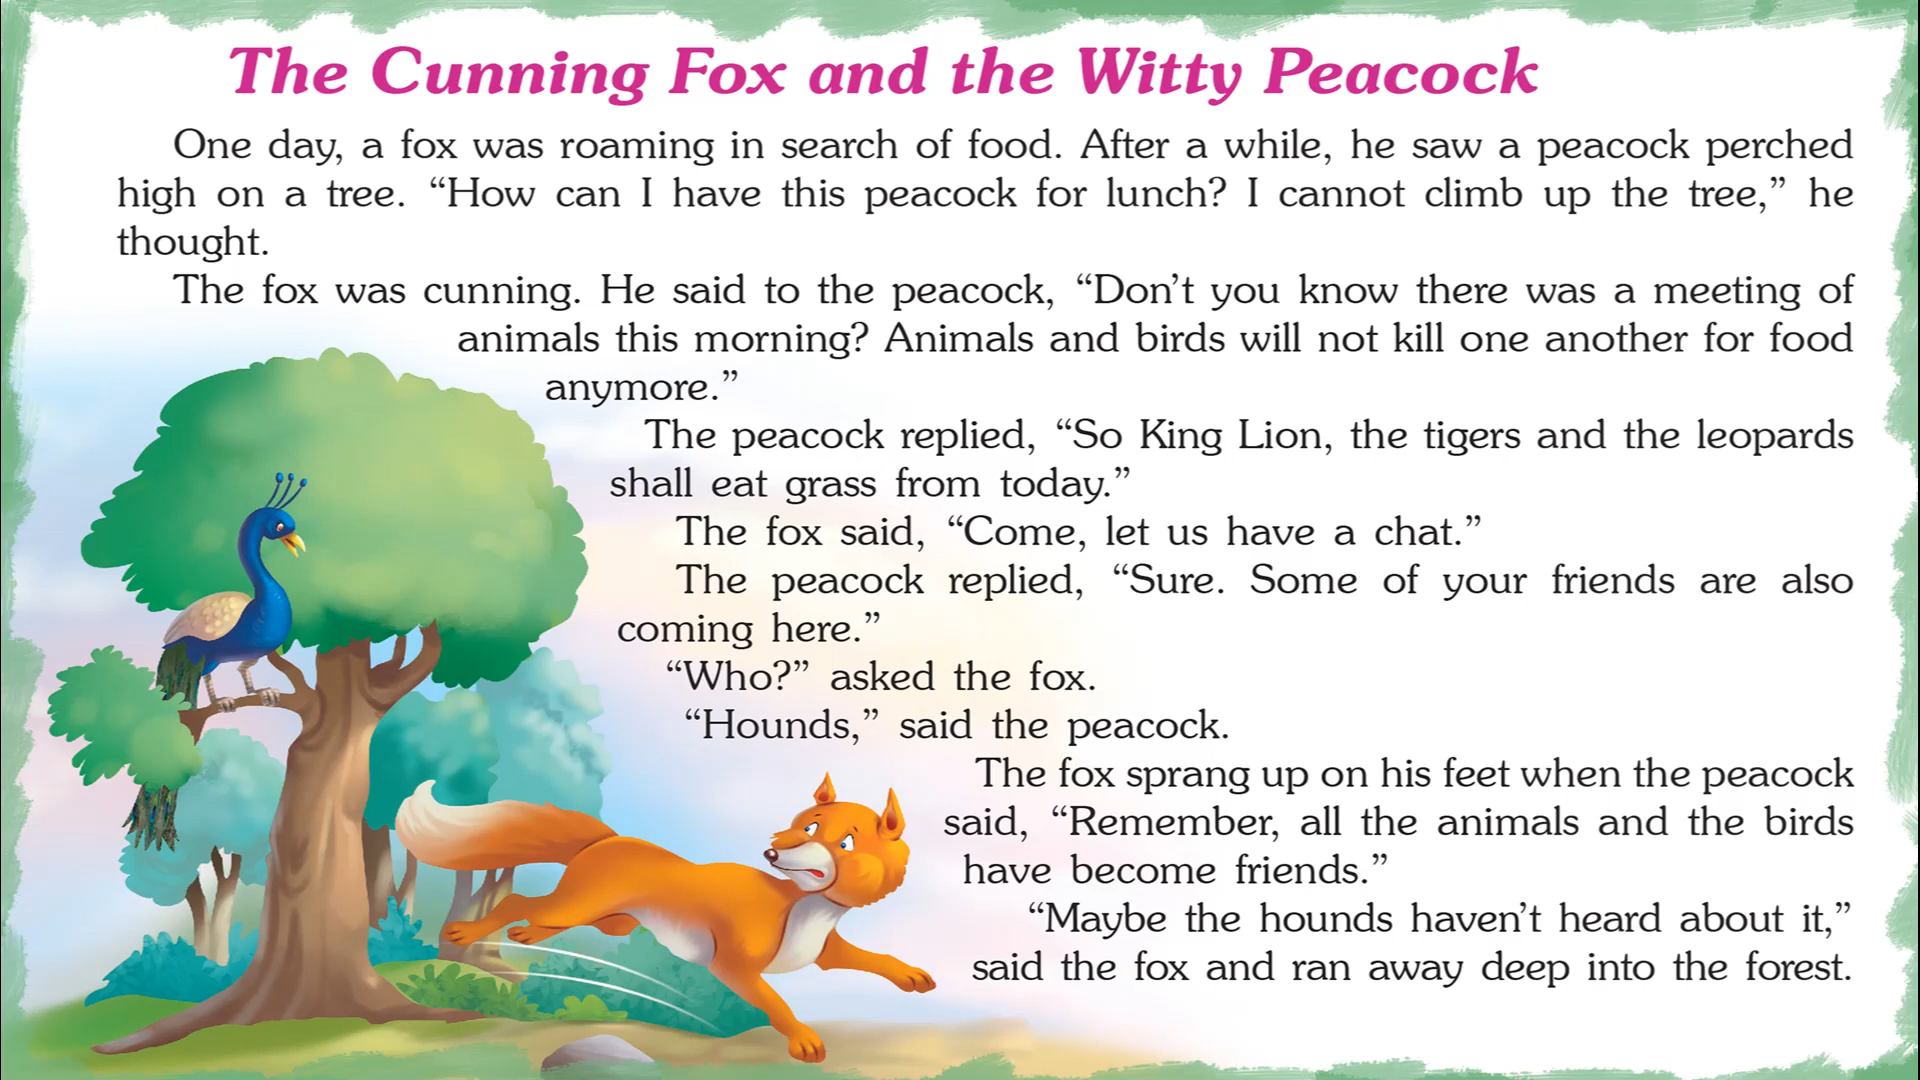 The Cunning Fox and the Witty Peacock
One day, a fox was roaming in search of food. After a while, he saw a peacock perched
high on a tree. “How can I have this peacock for lunch? I cannot climb up the tree,” he
thought.
The fox was cunning. He said to the peacock, “Don’t you know there was a meeting of
animals this morning? Animals and birds will not kill one another for food
anymore.”
The peacock replied, “So King Lion, the tigers and the leopards
shall eat grass from today.”
The fox said, “Come, let us have a chat.”
The peacock replied, “Sure. Some of your friends are also
coming here.”
“Who?” asked the fox.
“Hounds,” said the peacock.
The fox sprang up on his feet when the peacock
said, “Remember, all the animals and the birds
have become friends.”
“Maybe the hounds haven’t heard about it,”
said the fox and ran away deep into the forest.